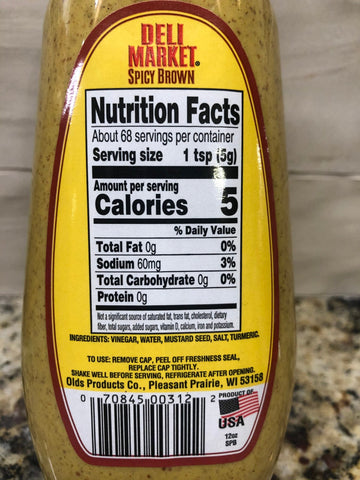 DELI
MARKET®
SPICY BROWN
Nutrition Facts
About 68 servings per container
Serving size 1 tsp (5g)
Amount per serving
Calories 5
% Daily Value
Total Fat 0g 0%
Sodium 60mg 3%
Total Carbohydrate 0g 0%
Protein 0g
Not a significant source of saturated fat, trans fat, cholesterol, dietary
fiber, total sugars, added sugars, vitamin D, calcium, iron and potassium.
INGREDIENTS: VINEGAR, WATER, MUSTARD SEED, SALT, TURMERIC.
TO USE: REMOVE CAP, PEEL OFF FRESHNESS SEAL,
REPLACE CAP TIGHTLY.
SHAKE WELL BEFORE SERVING, REFRIGERATE AFTER OPENING.
Olds Products Co., Pleasant Prairie, WI 53158
0 70845 00312 2
PRODUCT OF
USA
12oz
SPB